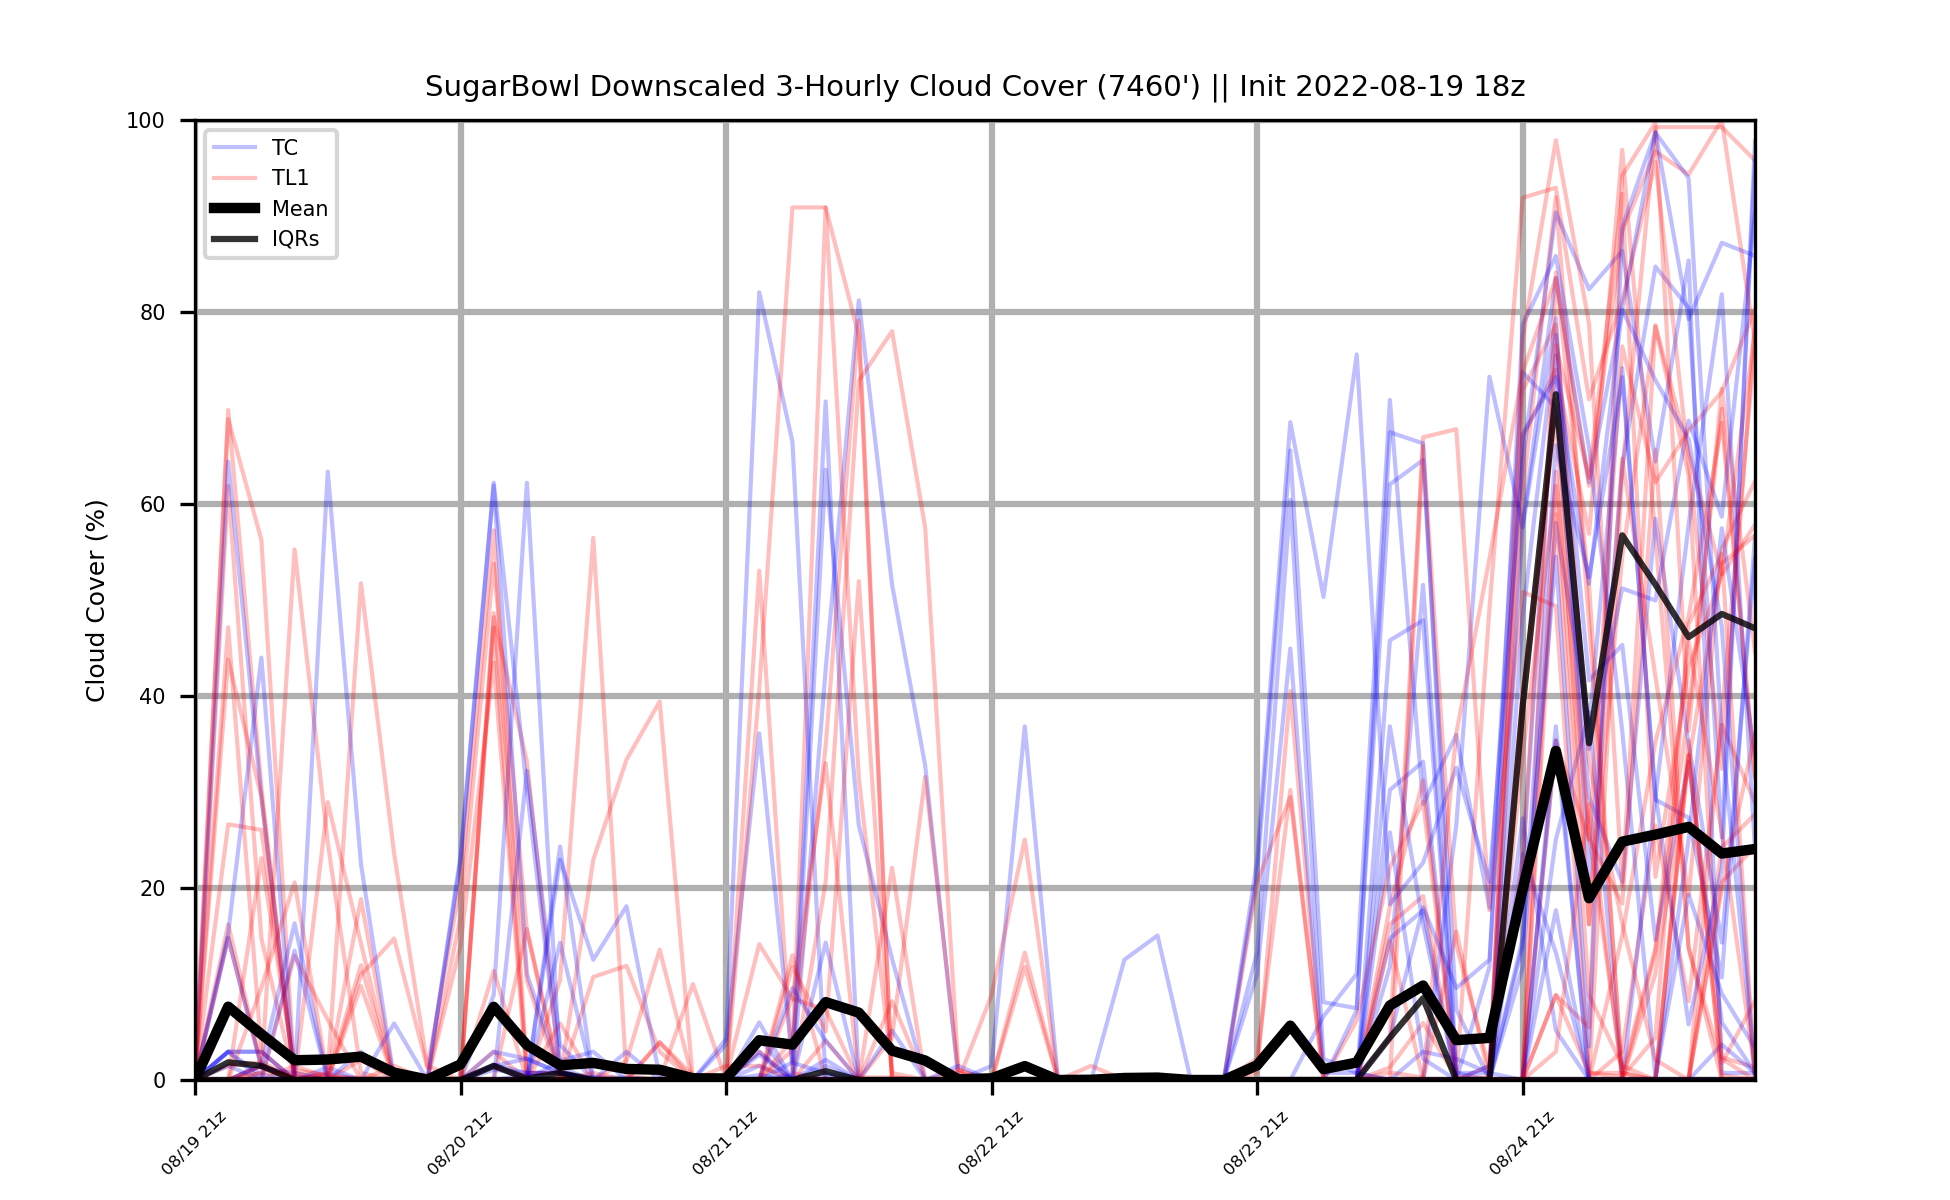 SugarBowl Downscaled 3-Hourly Cloud Cover (7460') || Init 2022-08-19 18z
Cloud Cover (%)
100
80
60
40
20
0
TC
TL1
Mean
IQRs
08/19 21z
08/20 21z
08/21 21z
08/22 21z
08/23 21z
08/24 21z